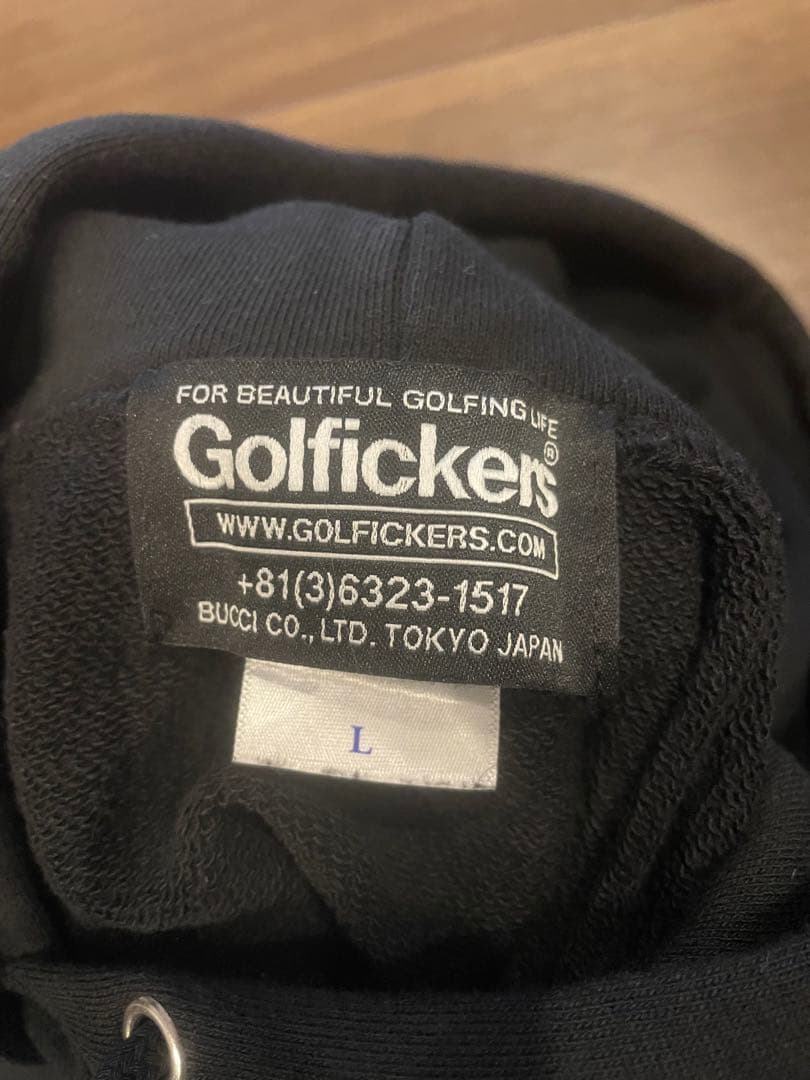 FOR BEAUTIFUL GOLFING LIFE
Golfickers®
WWW.GOLFICKERS.COM
+81(3)6323-1517
BUCCI CO., LTD. TOKYO JAPAN
L